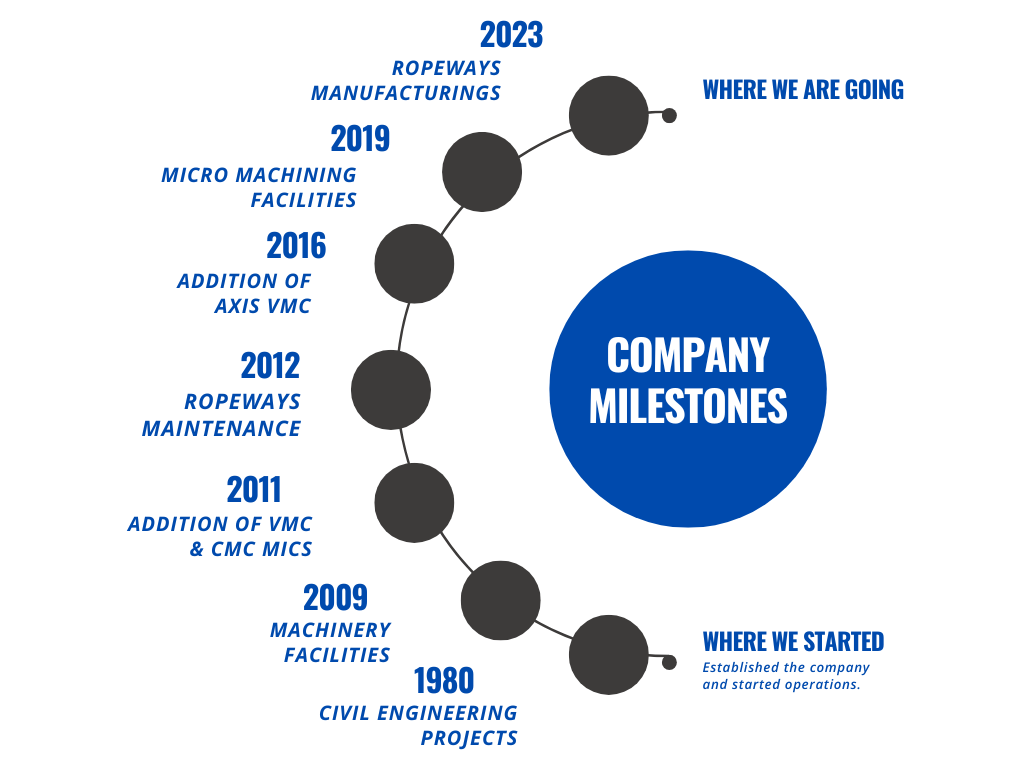 2023
ROPEWAYS
MANUFACTURINGS
WHERE WE ARE GOING
2019
MICRO MACHINING
FACILITIES
2016
ADDITION OF
AXIS VMC
COMPANY
MILESTONES
2012
ROPEWAYS
MAINTENANCE
2011
ADDITION OF VMC
& CMC MICS
2009
MACHINERY
FACILITIES
WHERE WE STARTED
Established the company
and started operations.
1980
CIVIL ENGINEERING
PROJECTS